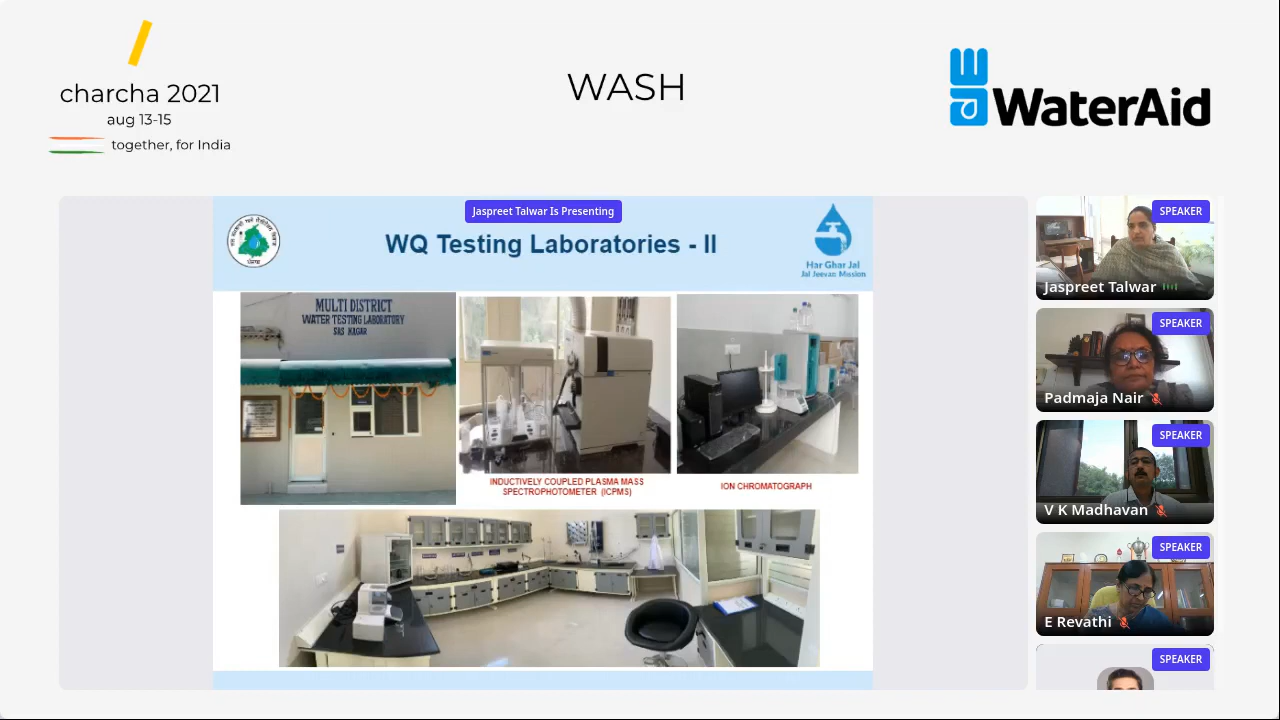 charcha 2021
aug 13-15
together, for India
WASH
WaterAid
Jaspreet Talwar Is Presenting
WQ Testing Laboratories - II
Har Ghar Jal
Jal Jeevan Mission
MULTI DISTRICT
WATER TESTING LABORATORY
SAS NAGAR
INDUCTIVELY COUPLED PLASMA MASS
SPECTROPHOTOMETER (ICPMS)
ION CHROMATOGRAPH
SPEAKER
Jaspreet Talwar
SPEAKER
Padmaja Nair
SPEAKER
V K Madhavan
SPEAKER
E Revathi
SPEAKER